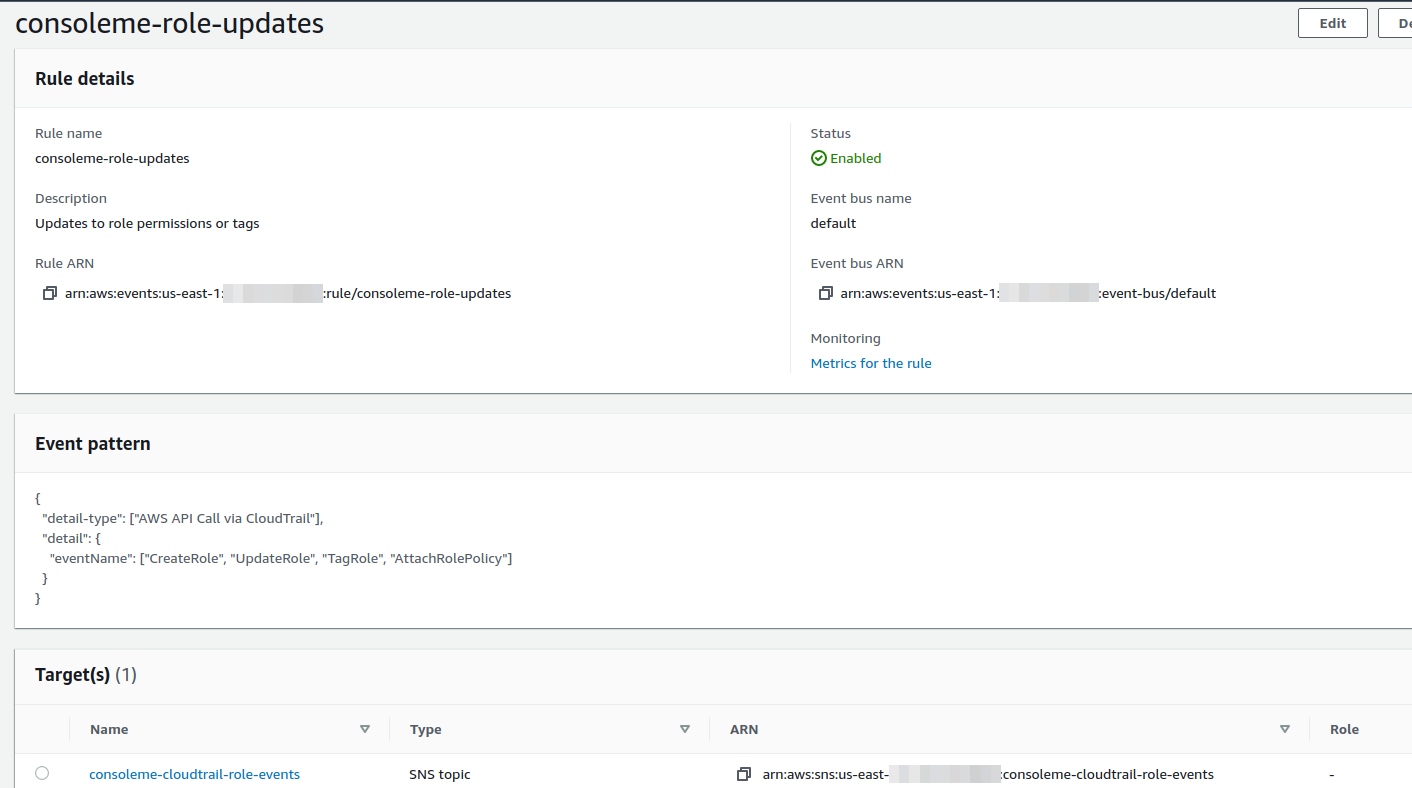 consoleme-role-updates
Edit
Rule details
Rule name
consoleme-role-updates
Description
Updates to role permissions or tags
Rule ARN
arn:aws:events:us-east-1: :rule/consoleme-role-updates
Status
Enabled
Event bus name
default
Event bus ARN
arn:aws:events:us-east-1: :event-bus/default
Monitoring
Metrics for the rule
Event pattern
{
"detail-type": ["AWS API Call via CloudTrail"],
"detail": {
"eventName": ["CreateRole", "UpdateRole", "TagRole", "AttachRolePolicy"]
}
}
Target(s) (1)
Name Type ARN Role
consoleme-cloudtrail-role-events SNS topic arn:aws:sns:us-east- :consoleme-cloudtrail-role-events -